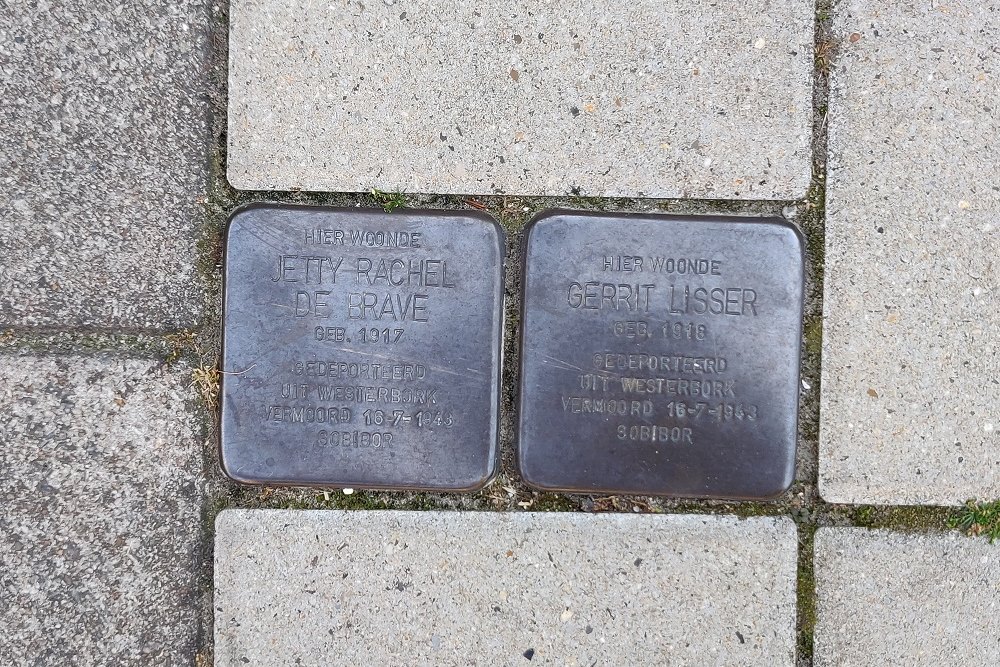 HIER WOONDE
JETTY RACHEL
DE BRAVE
GEB. 1917
GEDEPORTEERD
UIT WESTERBORK
VERMOORD 16-7-1943
SOBIBOR
HIER WOONDE
GERRIT LISSER
GEB. 1916
GEDEPORTEERD
UIT WESTERBORK
VERMOORD 16-7-1943
SOBIBOR